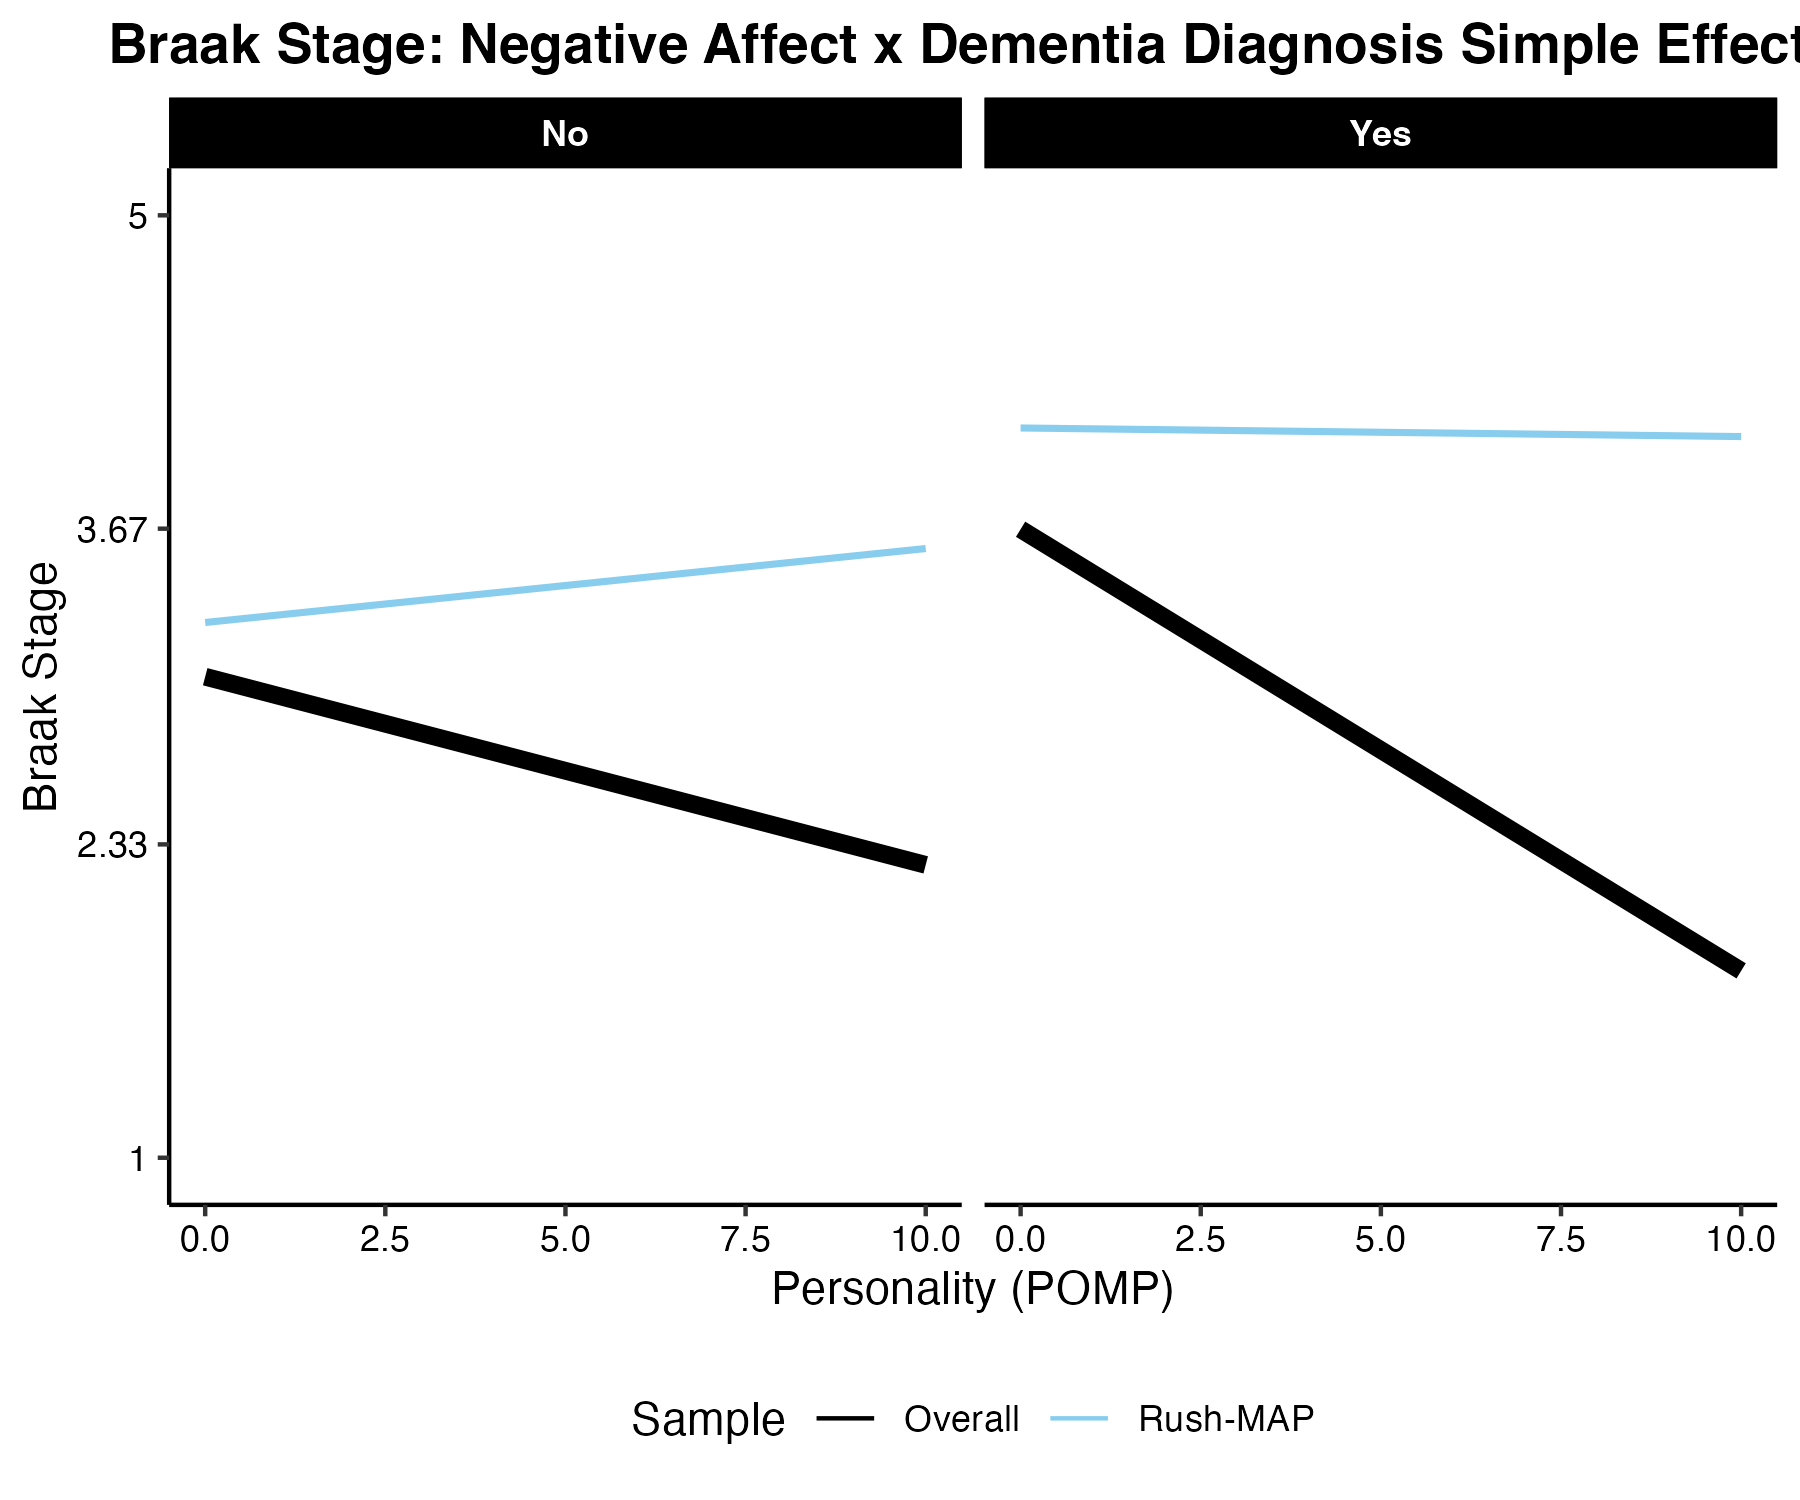 Braak Stage: Negative Affect x Dementia Diagnosis Simple Effect
No Yes
5
3.67
2.33
1
Braak Stage
0.0 2.5 5.0 7.5 10.0 0.0 2.5 5.0 7.5 10.0
Personality (POMP)
Sample Overall Rush-MAP